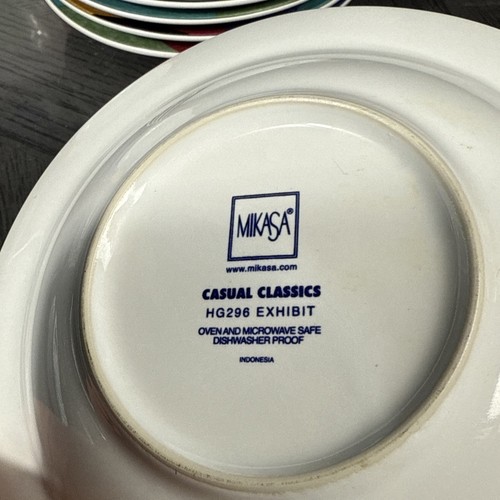 MIKASA®
www.mikasa.com
CASUAL CLASSICS
HG296 EXHIBIT
OVEN AND MICROWAVE SAFE
DISHWASHER PROOF
INDONESIA